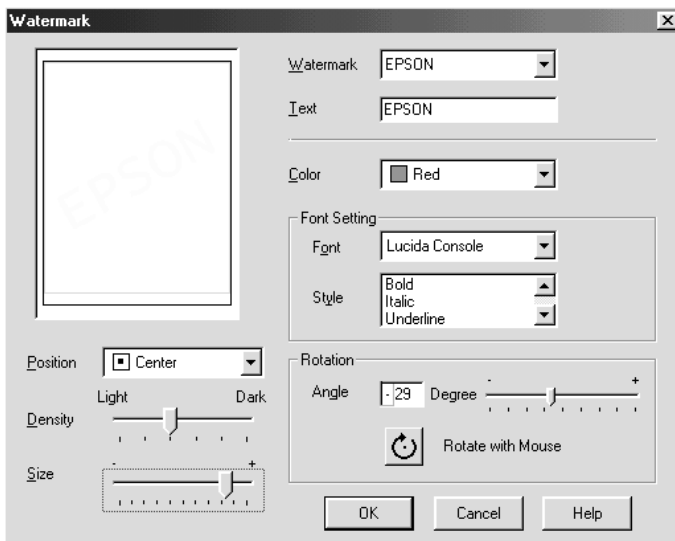 Watermark
EPSON
Watermark EPSON
Text EPSON
Color Red
Font Setting
Font Lucida Console
Style Bold
Italic
Underline
Position Center
Light Dark
Density
Size - +
Rotation
Angle -29 Degree - +
Rotate with Mouse
OK Cancel Help